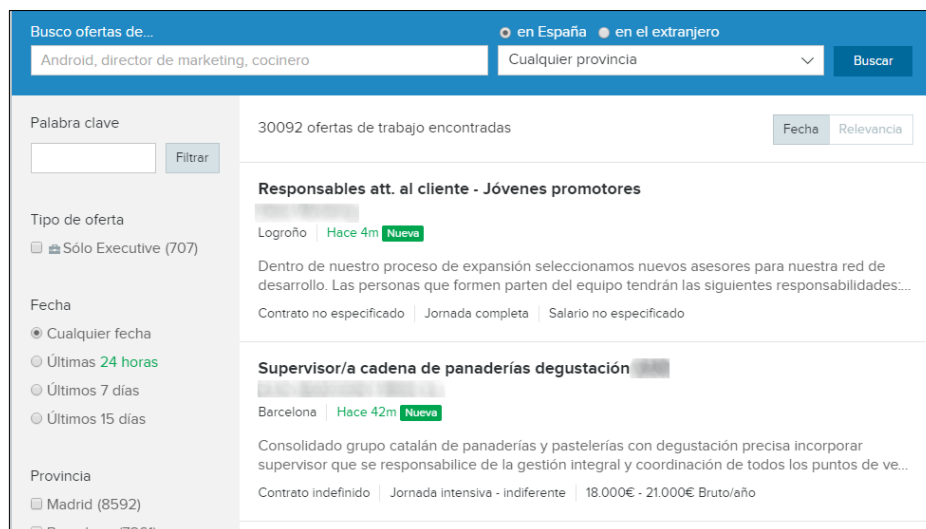 Busco ofertas de...
en España en el extranjero
Android, director de marketing, cocinero
Cualquier provincia
Buscar
Palabra clave
Filtrar
Tipo de oferta
Sólo Executive (707)
Fecha
Cualquier fecha
Últimas 24 horas
Últimos 7 días
Últimos 15 días
Provincia
Madrid (8592)
30092 ofertas de trabajo encontradas
Fecha Relevancia
Responsables att. al cliente - Jóvenes promotores
Logroño Hace 4m Nueva
Dentro de nuestro proceso de expansión seleccionamos nuevos asesores para nuestra red de
desarrollo. Las personas que formen parten del equipo tendrán las siguientes responsabilidades:...
Contrato no especificado Jornada completa Salario no especificado
Supervisor/a cadena de panaderías degustación
Barcelona Hace 42m Nueva
Consolidado grupo catalán de panaderías y pastelerías con degustación precisa incorporar
supervisor que se responsabilice de la gestión integral y coordinación de todos los puntos de ve...
Contrato indefinido Jornada intensiva - indiferente 18.000€ - 21.000€ Bruto/año